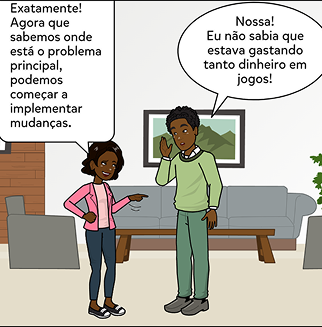 Exatamente!
Agora que
sabemos onde
está o problema
principal,
podemos
começar a
implementar
mudanças.
Nossa!
Eu não sabia que
estava gastando
tanto dinheiro em
jogos!